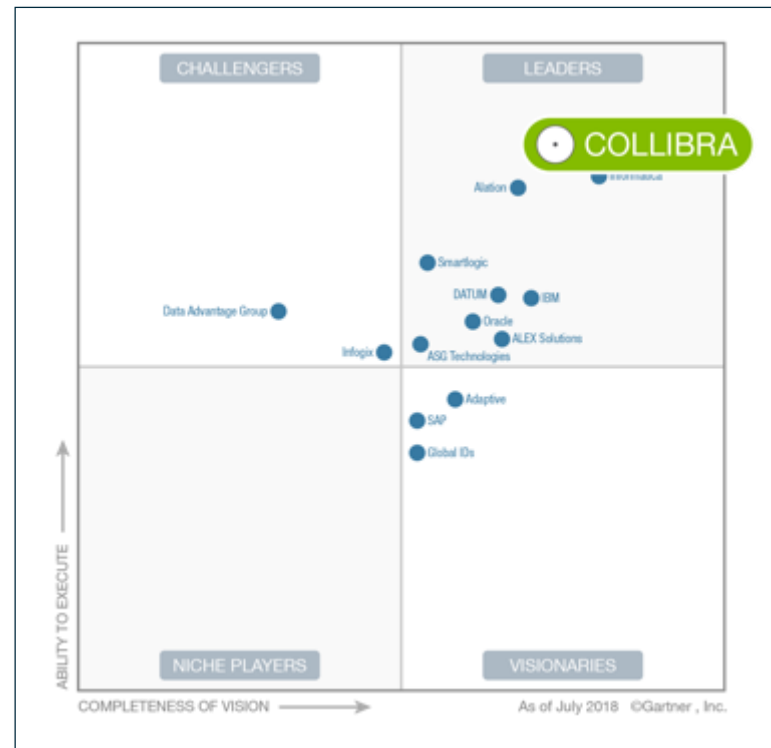 CHALLENGERS
LEADERS
COLLIBRA
Informatica
Alation
Smartlogic
DATUM
IBM
Data Advantage Group
Oracle
ALEX Solutions
Infogix
ASG Technologies
Adaptive
SAP
Global IDs
ABILITY TO EXECUTE
NICHE PLAYERS
VISIONARIES
COMPLETENESS OF VISION
As of July 2018 ©Gartner , Inc.